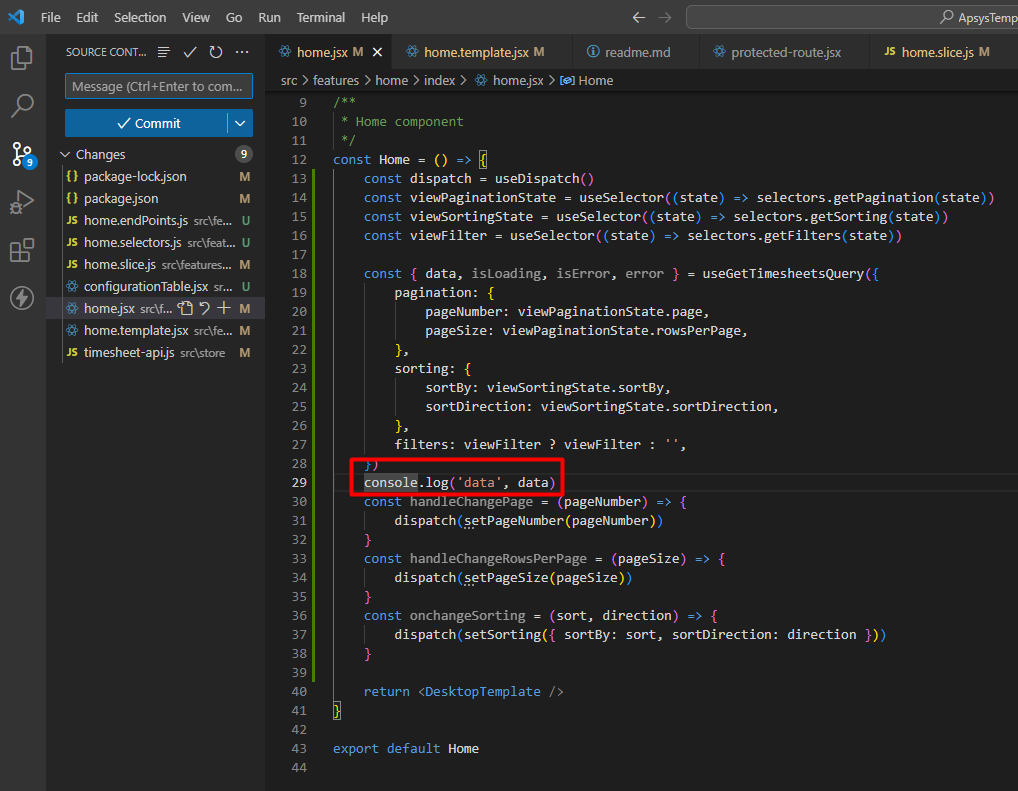 File Edit Selection View Go Run Terminal Help
ApsysTemp
SOURCE CONT...
home.jsx M
home.template.jsx M
readme.md
protected-route.jsx
JS home.slice.js M
src > features > home > index > home.jsx > Home
Message (Ctrl+Enter to com...
Commit
Changes 9
9
{} package-lock.json M
{} package.json M
JS home.endPoints.js src\fe... U
JS home.selectors.js src\feat... U
JS home.slice.js src\features... M
configurationTable.jsx sr... U
home.jsx src\f... M
home.template.jsx src\fe... M
JS timesheet-api.js src\store M
9 /**
10 * Home component
11 */
12 const Home = () => {
13 const dispatch = useDispatch()
14 const viewPaginationState = useSelector((state) => selectors.getPagination(state))
15 const viewSortingState = useSelector((state) => selectors.getSorting(state))
16 const viewFilter = useSelector((state) => selectors.getFilters(state))
17
18 const { data, isLoading, isError, error } = useGetTimesheetsQuery({
19 pagination: {
20 pageNumber: viewPaginationState.page,
21 pageSize: viewPaginationState.rowsPerPage,
22 },
23 sorting: {
24 sortBy: viewSortingState.sortBy,
25 sortDirection: viewSortingState.sortDirection,
26 },
27 filters: viewFilter ? viewFilter : '',
28 })
29 console.log('data', data)
30 const handleChangePage = (pageNumber) => {
31 dispatch(setPageNumber(pageNumber))
32 }
33 const handleChangeRowsPerPage = (pageSize) => {
34 dispatch(setPageSize(pageSize))
35 }
36 const onchangeSorting = (sort, direction) => {
37 dispatch(setSorting({ sortBy: sort, sortDirection: direction }))
38 }
39
40 return <DesktopTemplate />
41 }
42
43 export default Home
44